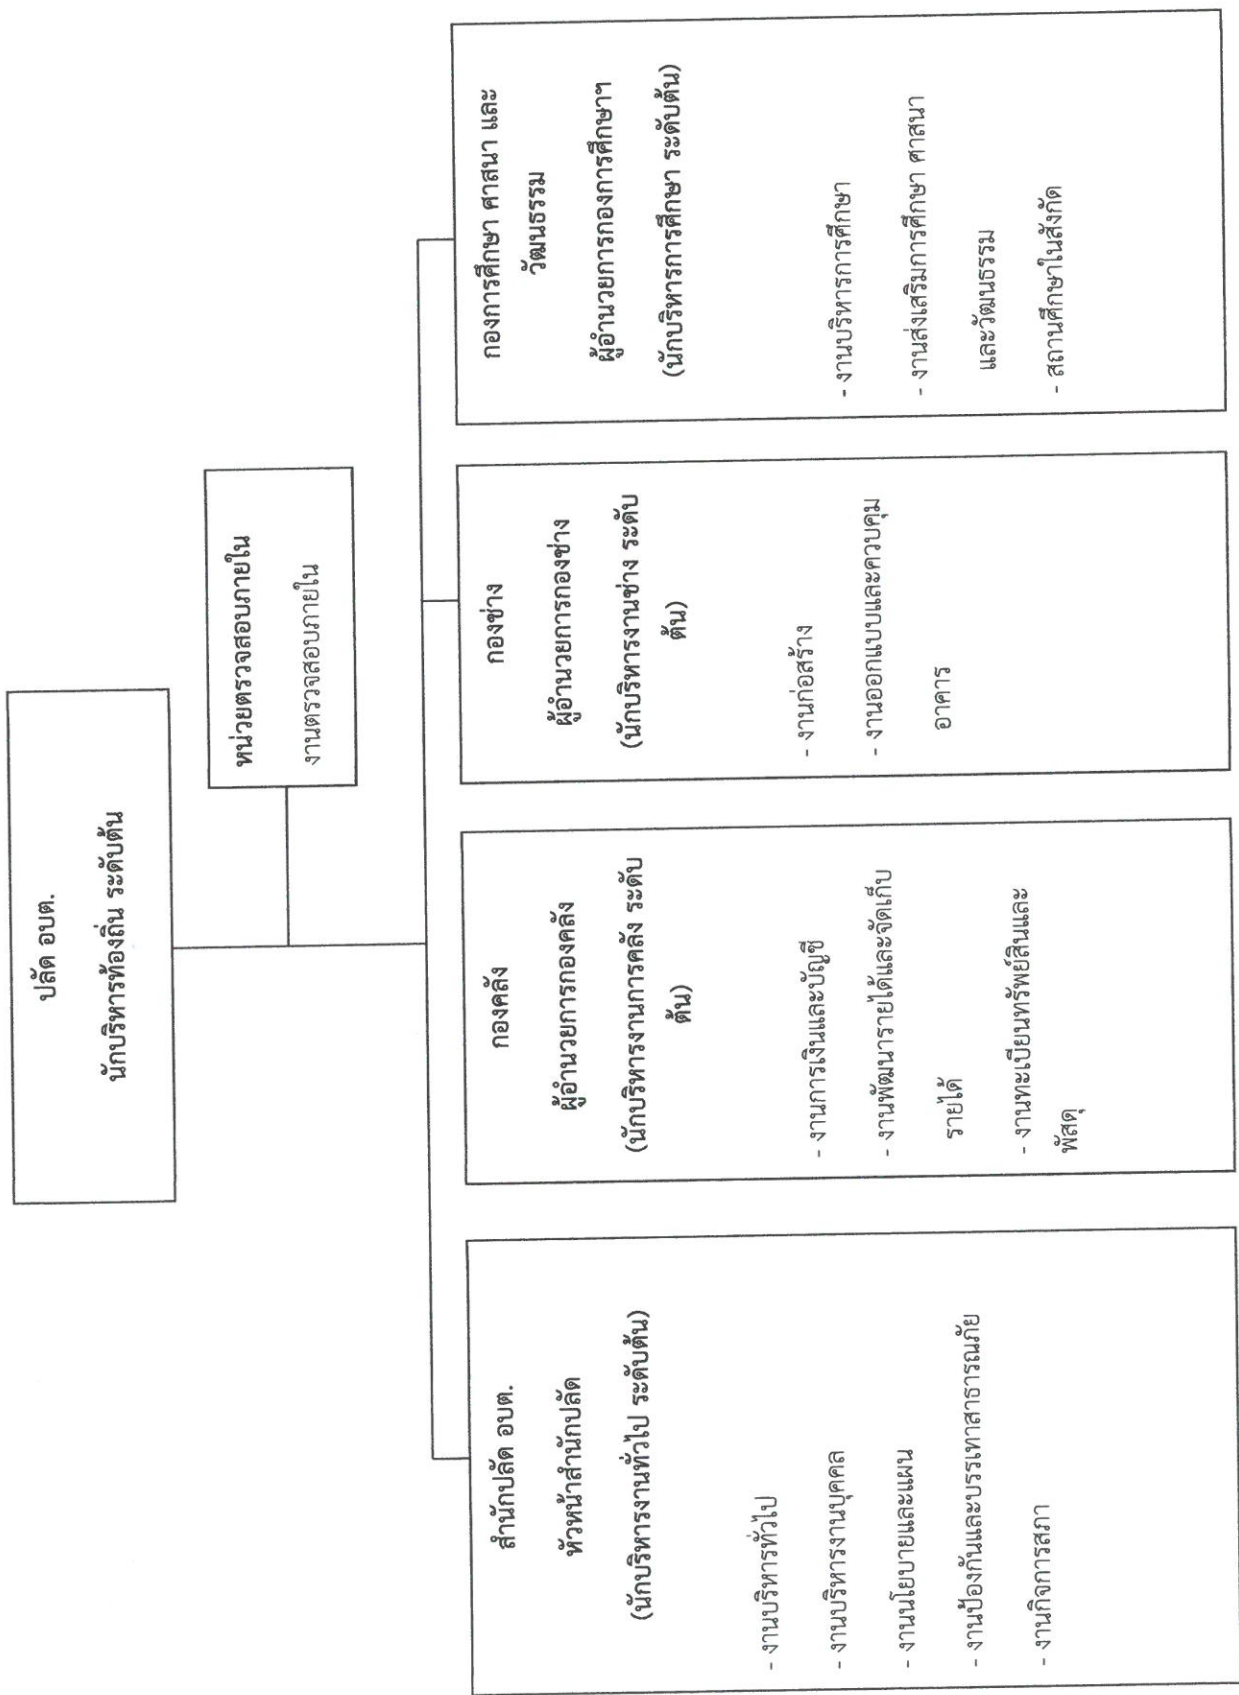 ปลัด อบต.
นักบริหารท้องถิ่น ระดับต้น
หน่วยตรวจสอบภายใน
งานตรวจสอบภายใน
สำนักปลัด อบต.
หัวหน้าสำนักปลัด
(นักบริหารงานทั่วไป ระดับต้น)
- งานบริหารทั่วไป
- งานบริหารงานบุคคล
- งานนโยบายและแผน
- งานป้องกันและบรรเทาสาธารณภัย
- งานกิจการสภา
กองคลัง
ผู้อำนวยการกองคลัง
(นักบริหารงานการคลัง ระดับ
ต้น)
- งานการเงินและบัญชี
- งานพัฒนารายได้และจัดเก็บ
รายได้
- งานทะเบียนทรัพย์สินและ
พัสดุ
กองช่าง
ผู้อำนวยการกองช่าง
(นักบริหารงานช่าง ระดับ
ต้น)
- งานก่อสร้าง
- งานออกแบบและควบคุม
อาคาร
กองการศึกษา ศาสนา และ
วัฒนธรรม
ผู้อำนวยการกองการศึกษาฯ
(นักบริหารการศึกษา ระดับต้น)
- งานบริหารการศึกษา
- งานส่งเสริมการศึกษา ศาสนา
และวัฒนธรรม
- สถานศึกษาในสังกัด